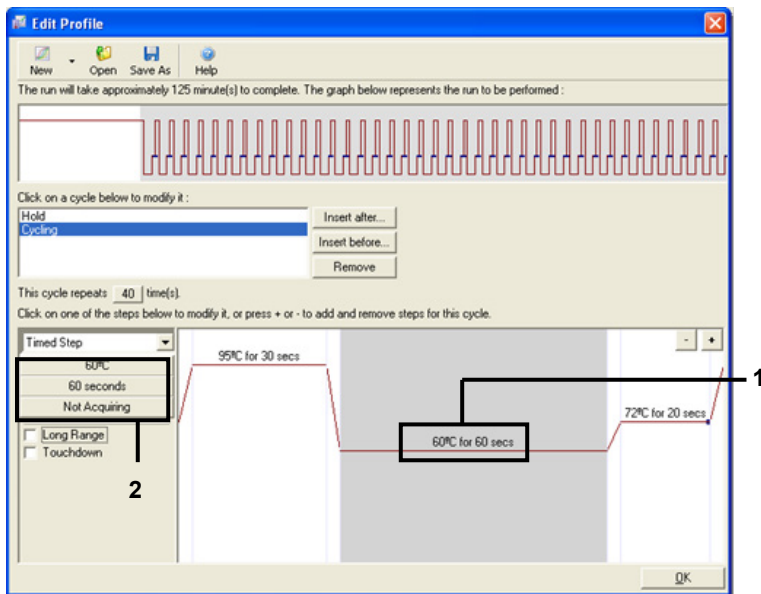 Edit Profile
New Open Save As Help
The run will take approximately 125 minute(s) to complete. The graph below represents the run to be performed :
Click on a cycle below to modify it :
Hold
Cycling
Insert after...
Insert before...
Remove
This cycle repeats 40 time(s).
Click on one of the steps below to modify it, or press + or - to add and remove steps for this cycle.
Timed Step
60ºC
60 seconds
Not Acquiring
Long Range
Touchdown
- +
95ºC for 30 secs
60ºC for 60 secs
72ºC for 20 secs
1
2
OK